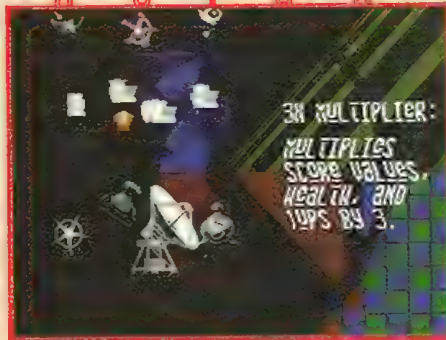 3X MULTIPLIER:
MULTIPLIES
SCORE VALUES,
HEALTH, AND
1UPS BY 3.